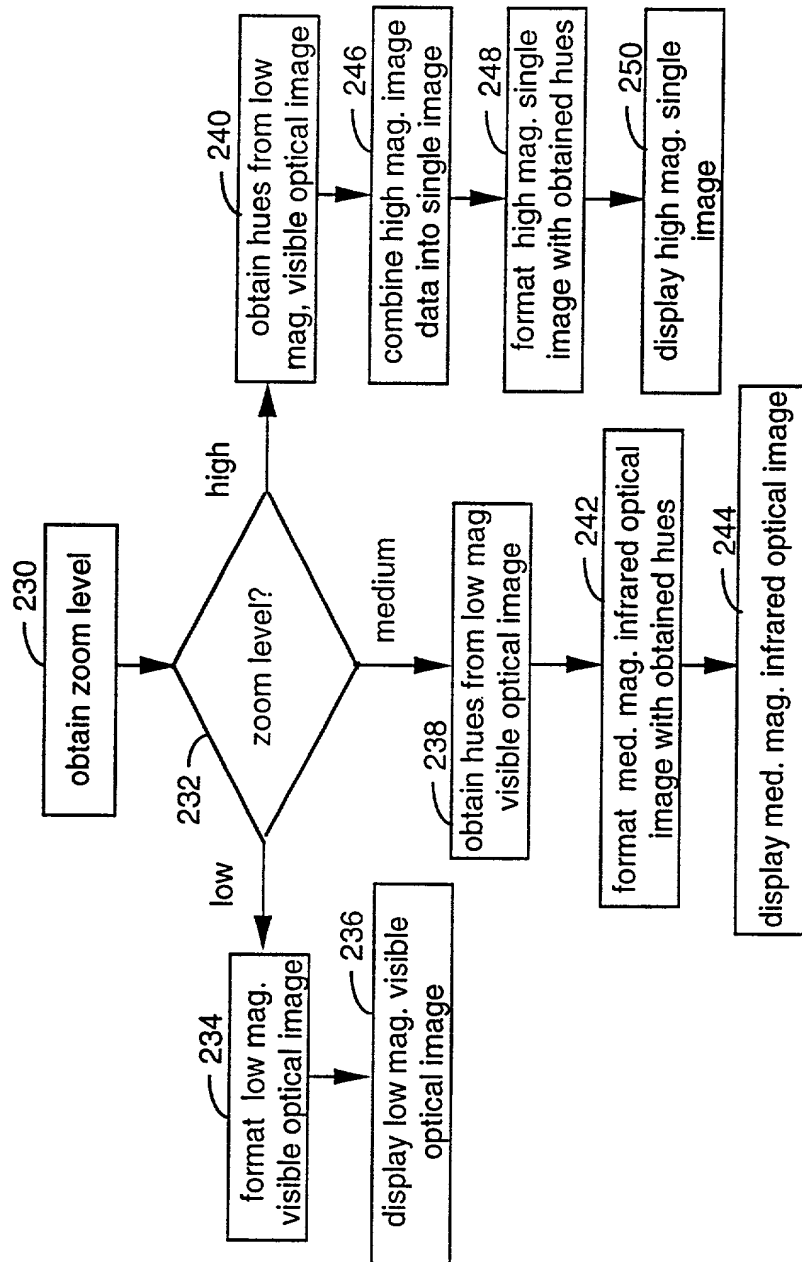 230
obtain zoom level
232
zoom level?
low
medium
high
234
format low mag.
visible optical image
236
display low mag. visible
optical image
238
obtain hues from low mag.
visible optical image
242
format med. mag. infrared optical
image with obtained hues
244
display med. mag. infrared optical image
240
obtain hues from low
mag, visible optical image
246
combine high mag. image
data into single image
248
format high mag. single
image with obtained hues
250
display high mag. single
image